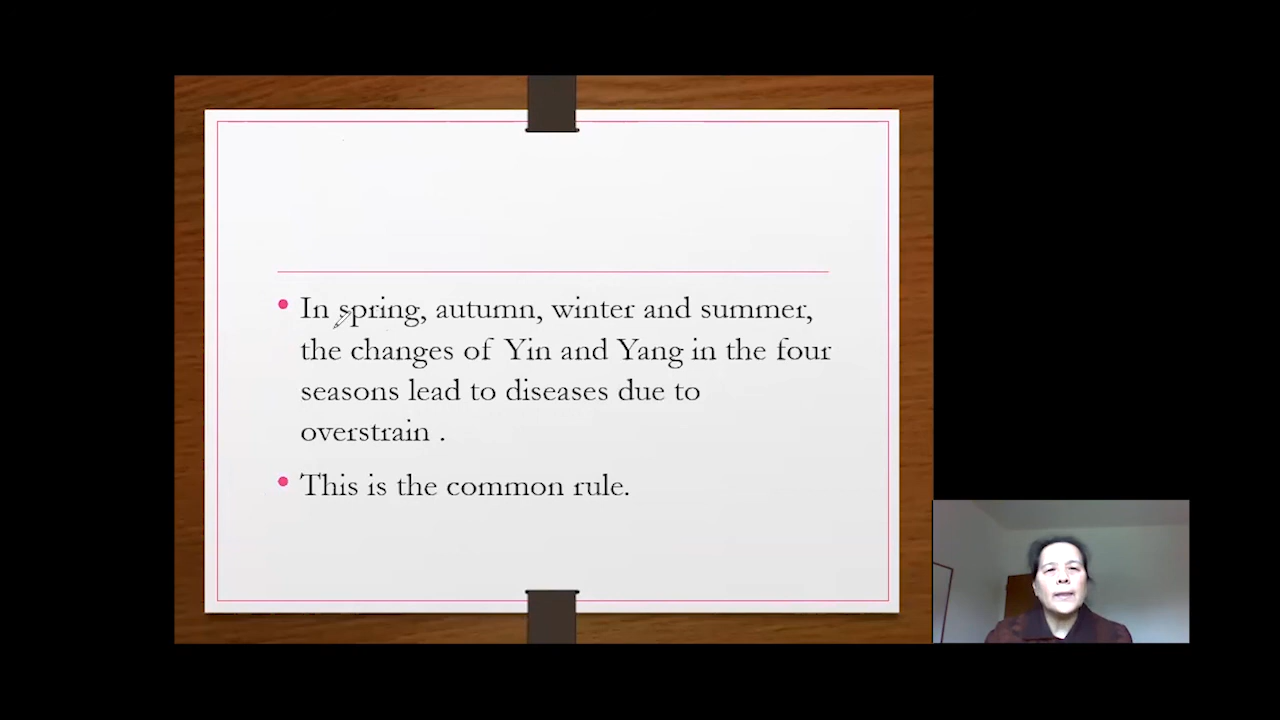 In spring, autumn, winter and summer,
the changes of Yin and Yang in the four
seasons lead to diseases due to
overstrain .
This is the common rule.